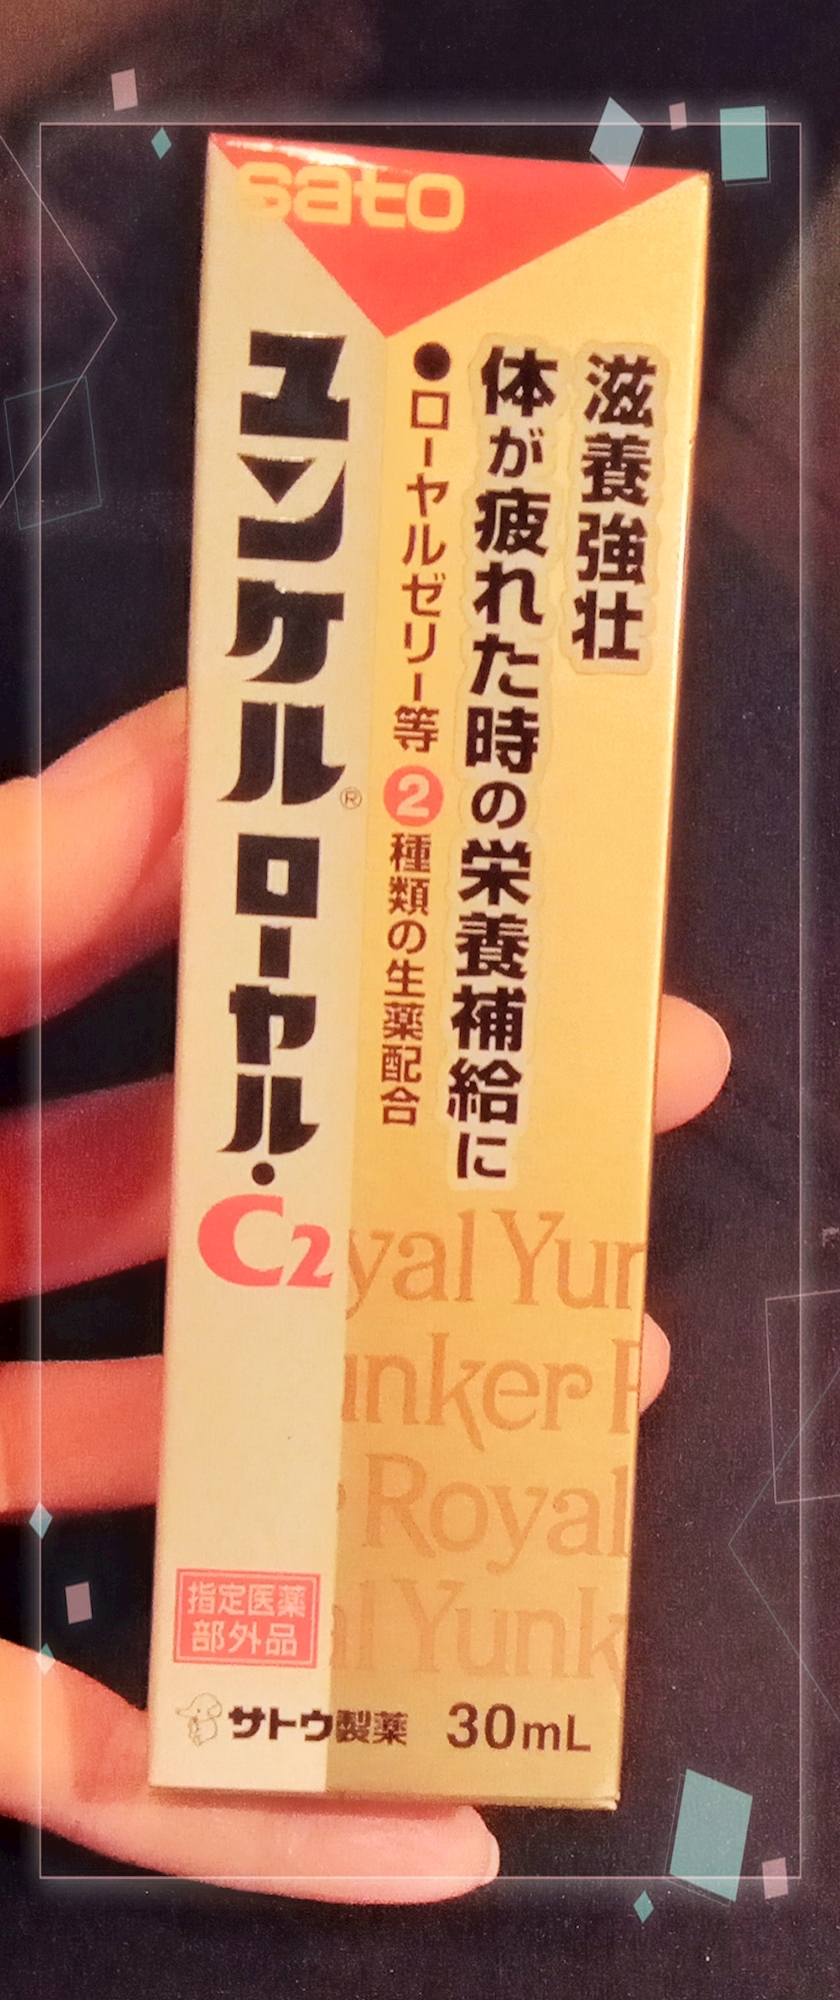 sato
滋養強壮
体が疲れた時の栄養補給に
●ローヤルゼリー等2種類の生薬配合
ユンケル®ローヤル・C2
yal Yun
unker R
Royal
al Yunk
指定医薬
部外品
サトウ製薬 30mL